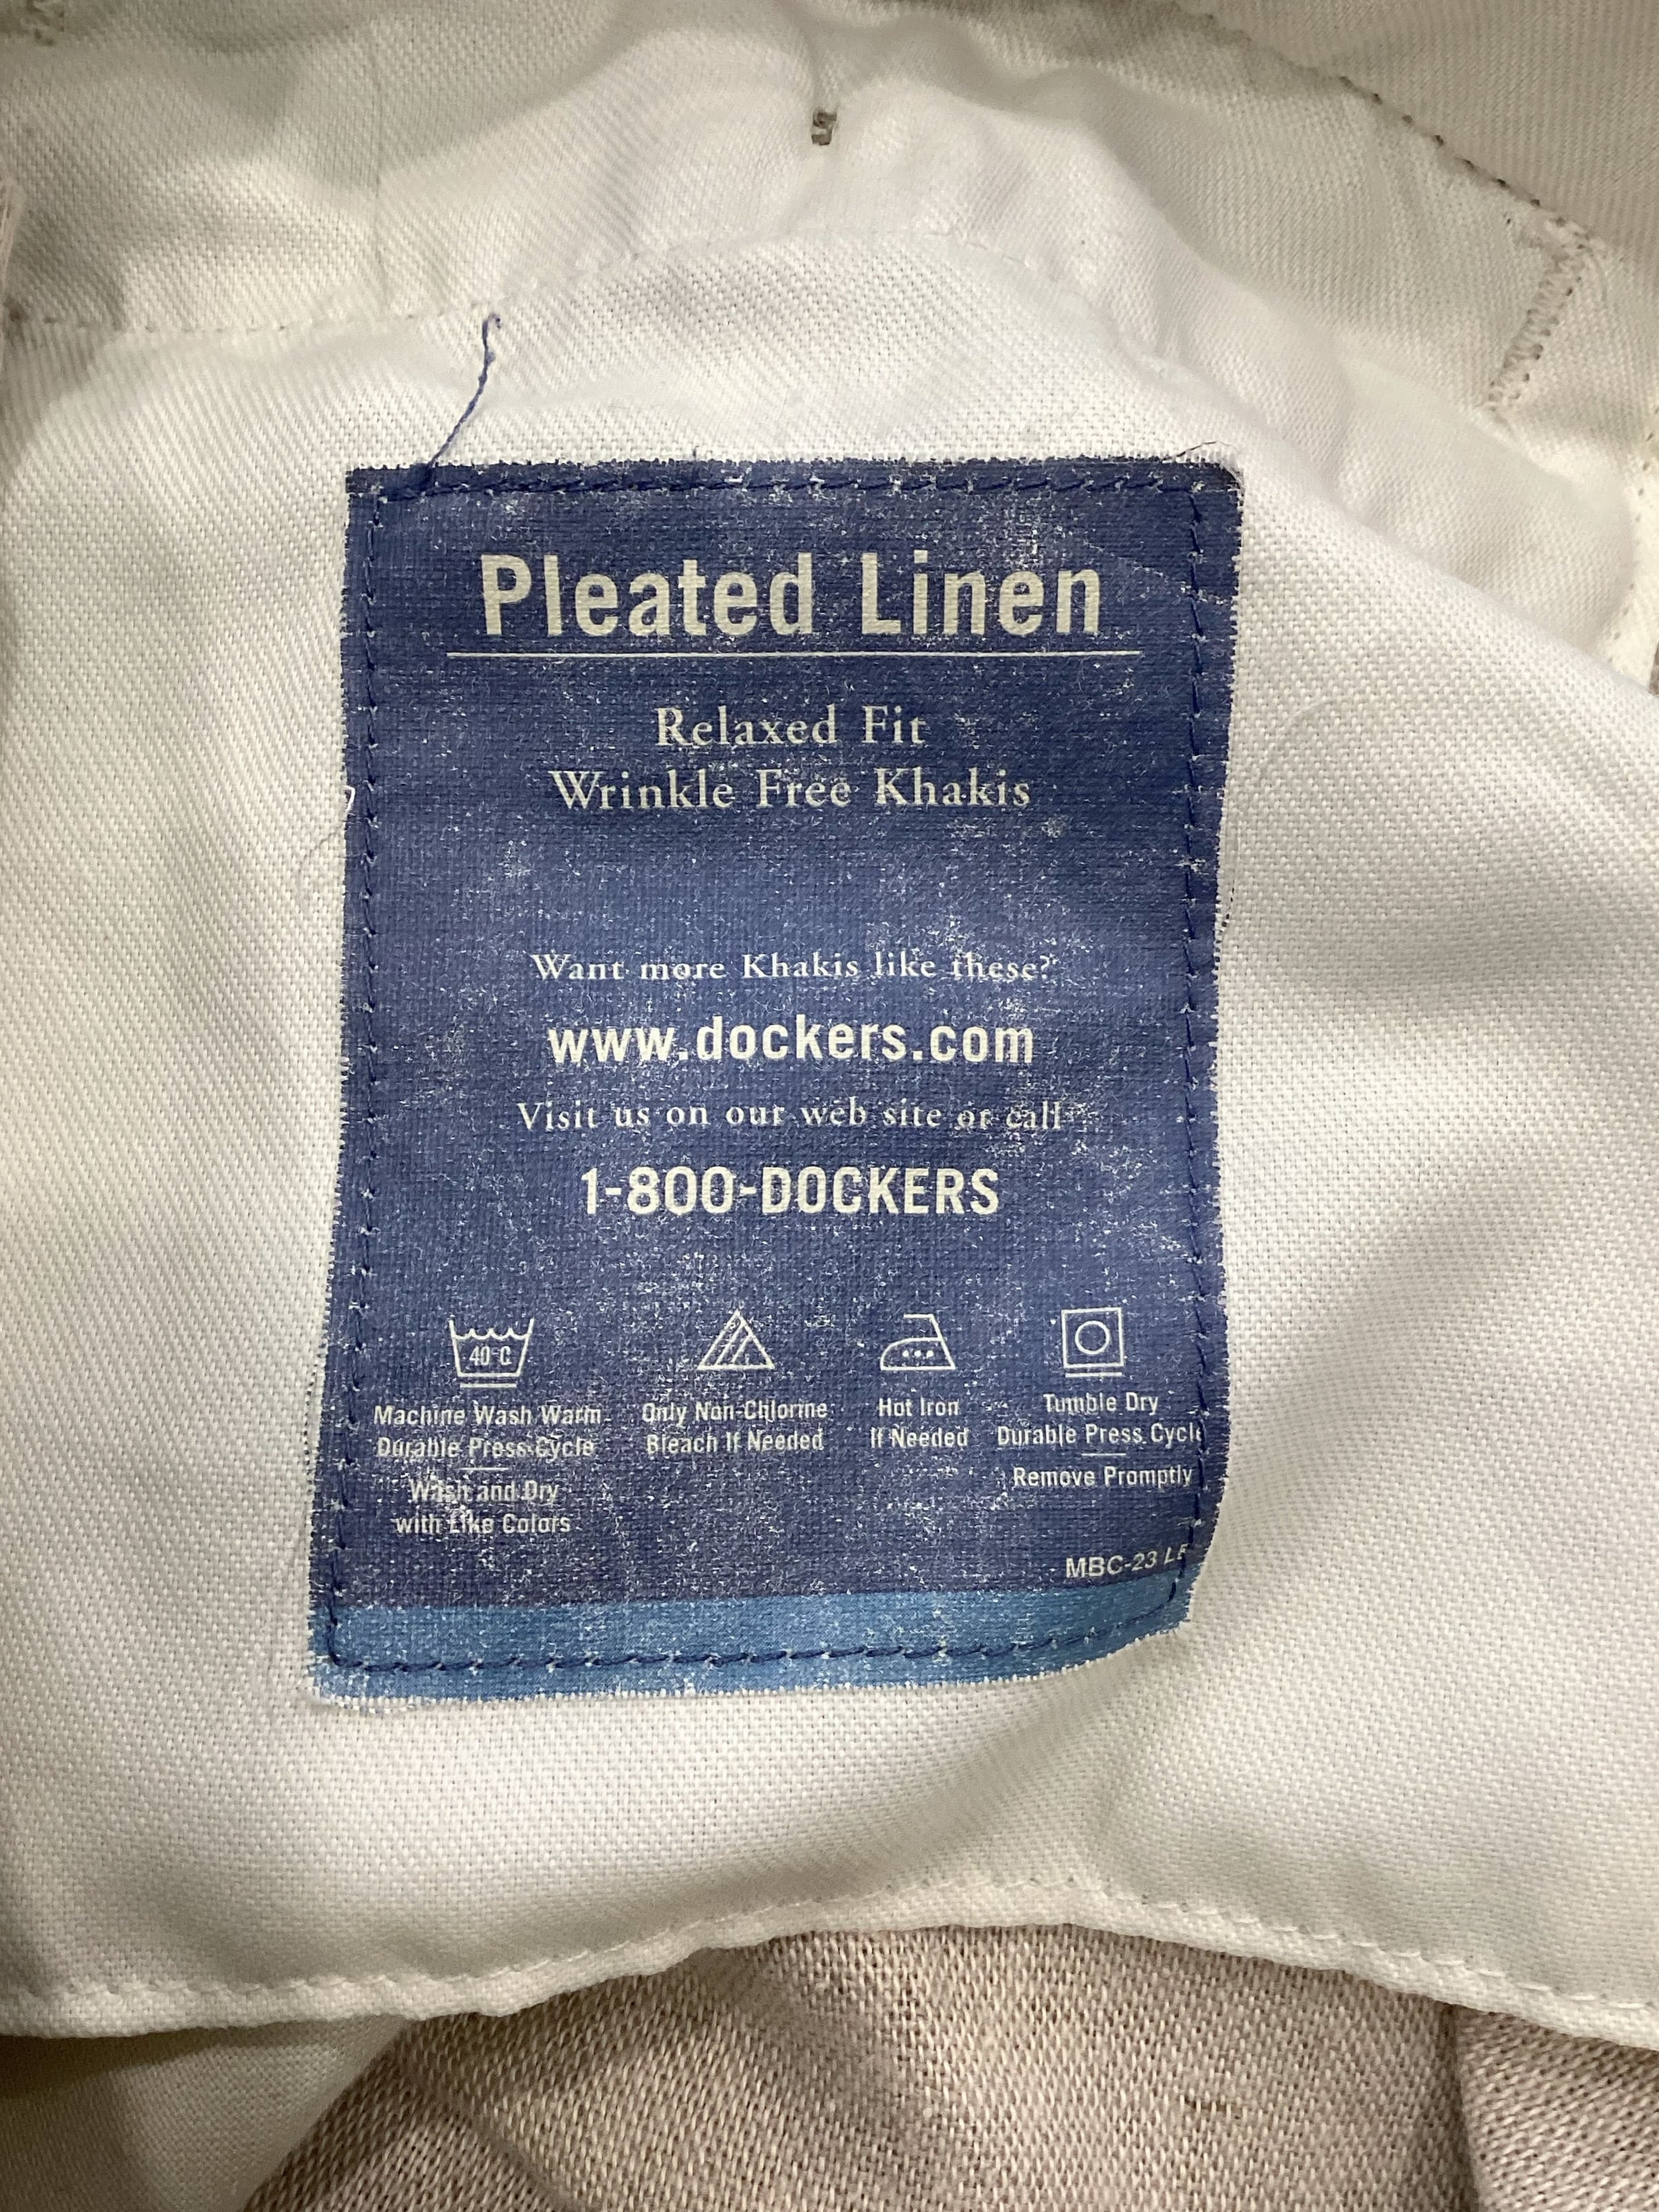 Pleated Linen
Relaxed Fit
Wrinkle Free Khakis
Want more Khakis like these?
www.dockers.com
Visit us on our web site or call
1-800-DOCKERS
40°C
Machine Wash Warm
Durable Press Cycle
Wash and Dry
with Like Colors
Only Non-Chlorine
Bleach If Needed
Hot Iron
If Needed
Tumble Dry
Durable Press Cycle
Remove Promptly
MBC-23